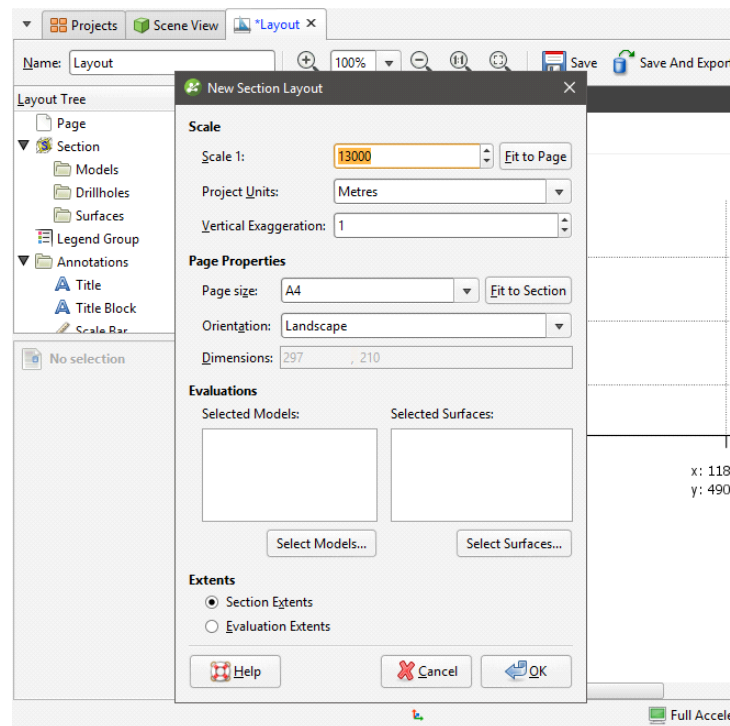 Projects Scene View *Layout
Name: Layout 100% Save Save And Expor
New Section Layout
Layout Tree
Page
Section
Models
Drillholes
Surfaces
Legend Group
Annotations
Title
Title Block
Scale Bar
No selection
Scale
Scale 1: 13000 Fit to Page
Project Units: Metres
Vertical Exaggeration: 1
Page Properties
Page size: A4 Fit to Section
Orientation: Landscape
Dimensions: 297 , 210
Evaluations
Selected Models: Selected Surfaces:
Select Models... Select Surfaces...
Extents
Section Extents
Evaluation Extents
Help Cancel OK
x: 118
y: 490
Full Accele